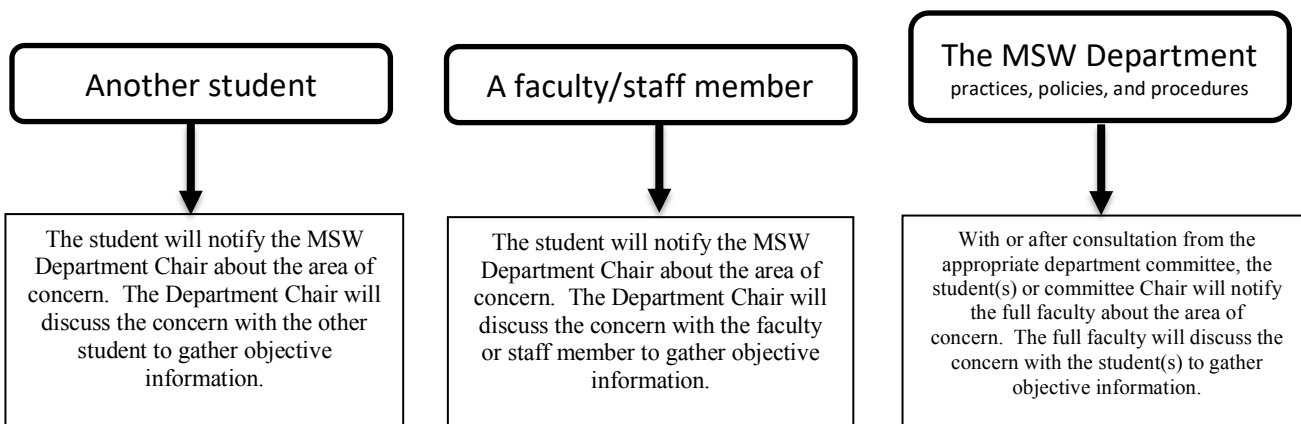 Another student
The student will notify the MSW
Department Chair about the area of
concern.  The Department Chair will
discuss the concern with the other
student to gather objective
information.
A faculty/staff member
The student will notify the MSW
Department Chair about the area of
concern.  The Department Chair will
discuss the concern with the faculty
or staff member to gather objective
information.
The MSW Department
practices, policies, and procedures
With or after consultation from the
appropriate department committee, the
student(s) or committee Chair will notify
the full faculty about the area of
concern.  The full faculty will discuss the
concern with the student(s) to gather
objective information.